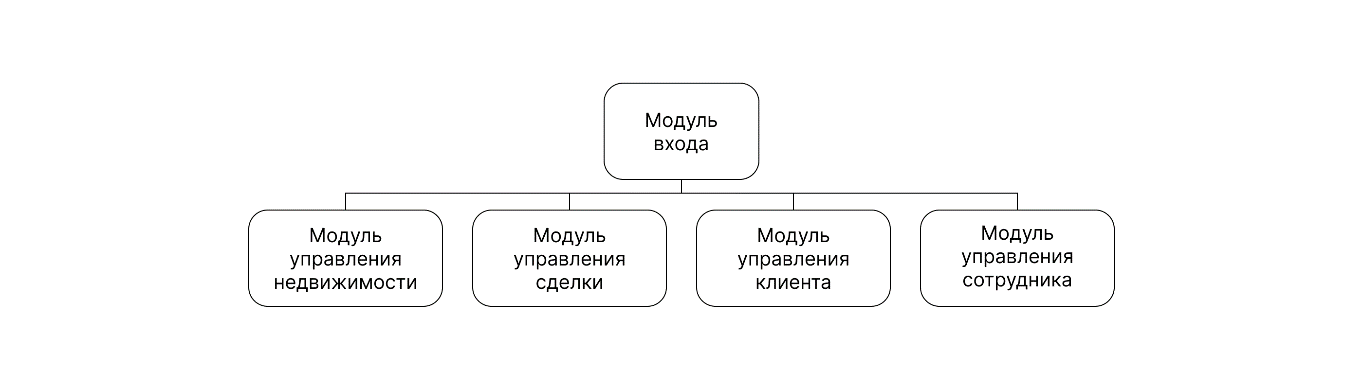 Модуль
входа
Модуль
управления
недвижимости
Модуль
управления
сделки
Модуль
управления
клиента
Модуль
управления
сотрудника